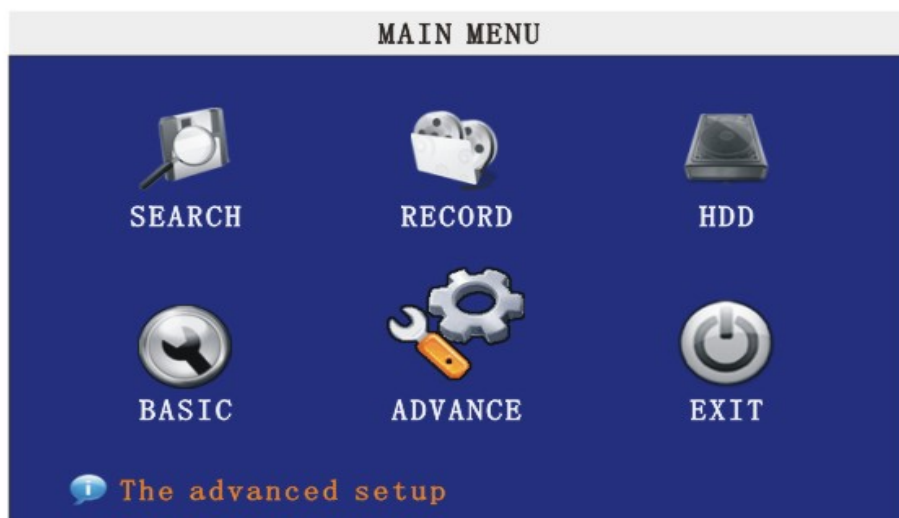 MAIN MENU
SEARCH RECORD HDD
BASIC ADVANCE EXIT
The advanced setup